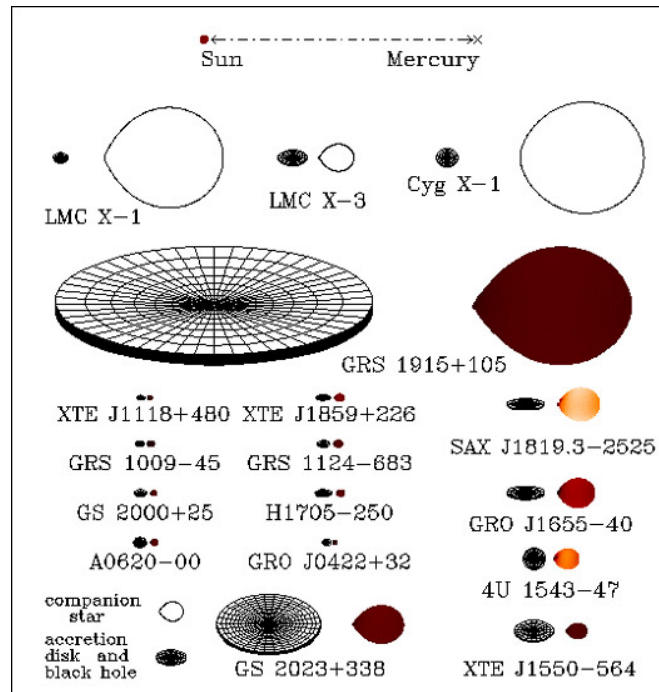 Sun Mercury
LMC X-1
LMC X-3
Cyg X-1
GRS 1915+105
XTE J1118+480 XTE J1859+226
SAX J1819.3-2525
GRS 1009-45 GRS 1124-683
GS 2000+25 H1705-250
GRO J1655-40
A0620-00 GRO J0422+32
4U 1543-47
companion
star
accretion
disk and
black hole
GS 2023+338
XTE J1550-564